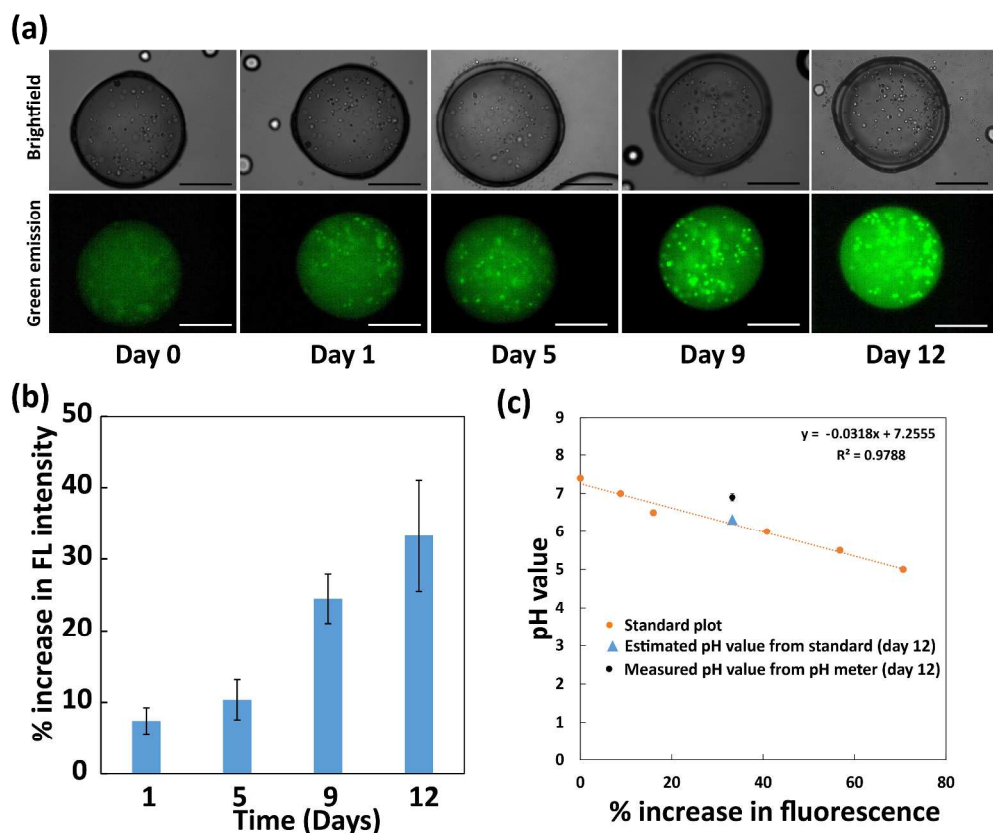 (a)
Brightfield
Green emission
Day 0
Day 1
Day 5
Day 9
Day 12
(b)
% increase in FL intensity
50
40
30
20
10
0
1
5
9
12
Time (Days)
(c)
pH value
9
8
7
6
5
4
3
2
1
0
y = -0.0318x + 7.2555
R² = 0.9788
Standard plot
Estimated pH value from standard (day 12)
Measured pH value from pH meter (day 12)
0
20
40
60
80
% increase in fluorescence